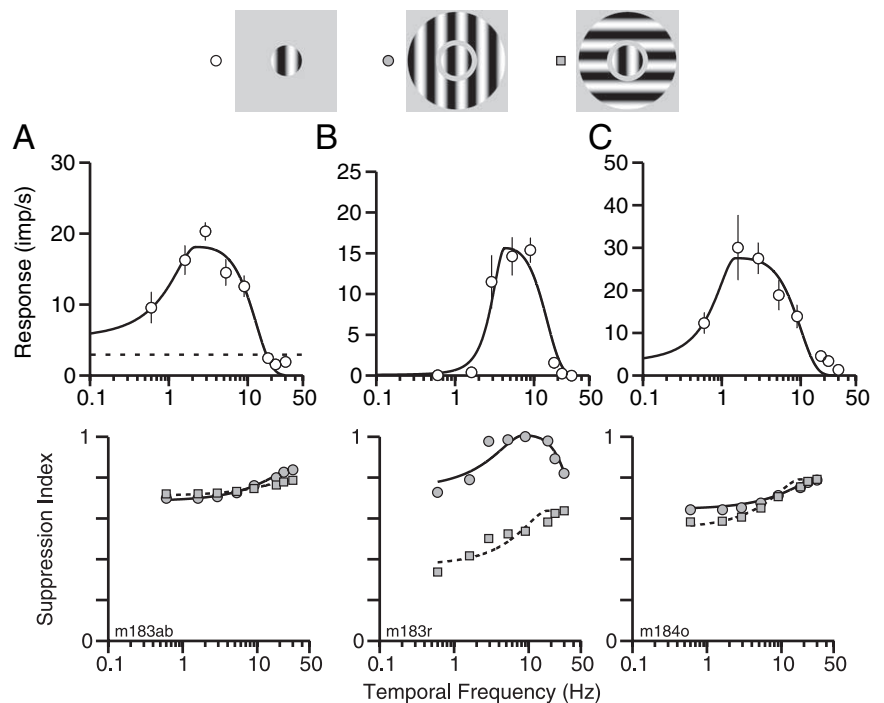 A B C
30 25 50
20 20 40
15 30
10 10 20
5 10
0 0 0
Response (imp/s)
0.1 1 10 50 0.1 1 10 50 0.1 1 10 50
1 1 1
Suppression Index
m183ab m183r m184o
0 0 0
0.1 1 10 50 0.1 1 10 50 0.1 1 10 50
Temporal Frequency (Hz)